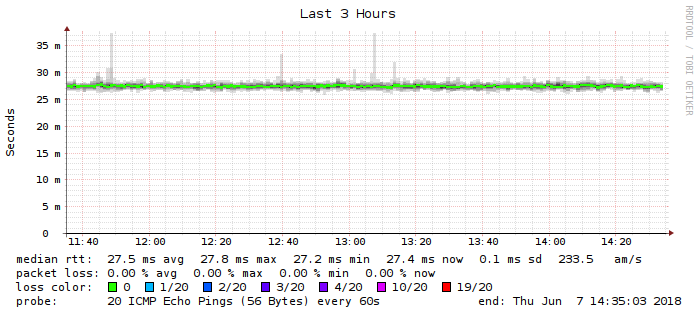 Last 3 Hours
RRDTOOL / TOBI OETIKER
Seconds
35 m
30 m
25 m
20 m
15 m
10 m
5 m
0
11:40 12:00 12:20 12:40 13:00 13:20 13:40 14:00 14:20
median rtt: 27.5 ms avg 27.8 ms max 27.2 ms min 27.4 ms now 0.1 ms sd 233.5 am/s
packet loss: 0.00 % avg 0.00 % max 0.00 % min 0.00 % now
loss color: 0 1/20 2/20 3/20 4/20 10/20 19/20
probe: 20 ICMP Echo Pings (56 Bytes) every 60s end: Thu Jun 7 14:35:03 2018